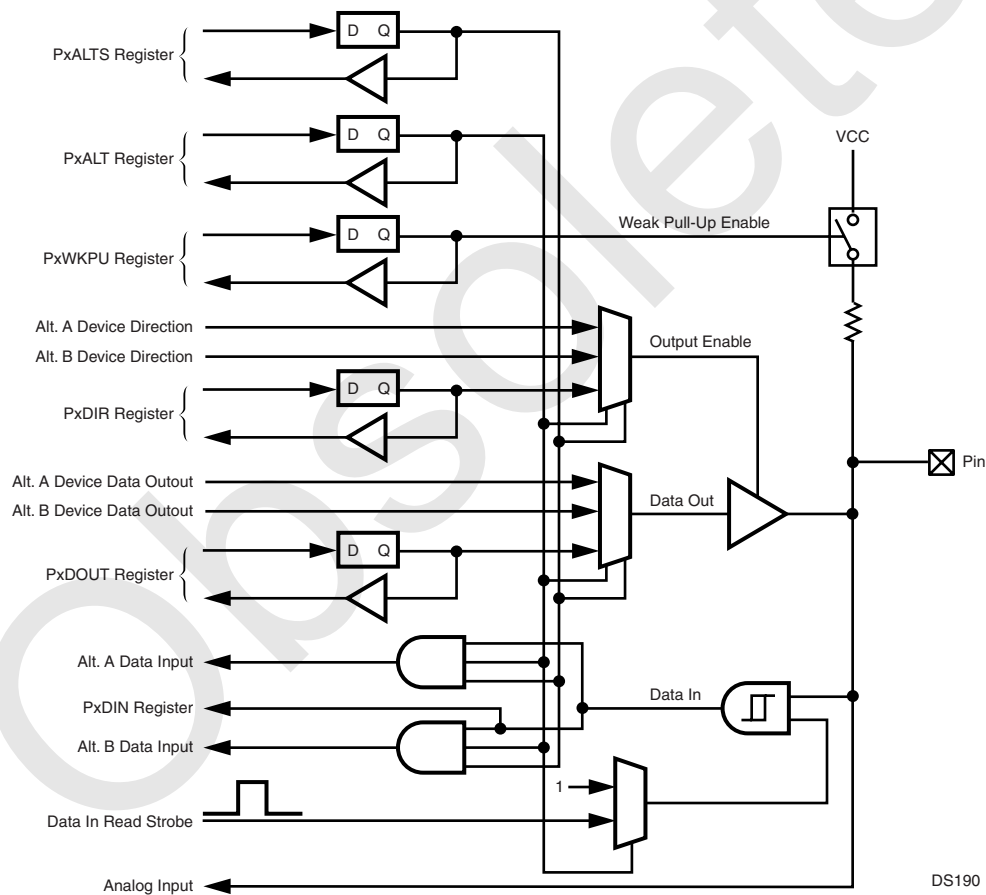 PxALTS Register
D Q
PxALT Register
D Q
VCC
PxWKPU Register
D Q
Weak Pull-Up Enable
Alt. A Device Direction
Alt. B Device Direction
Output Enable
PxDIR Register
D Q
Pin
Alt. A Device Data Outout
Alt. B Device Data Outout
Data Out
PxDOUT Register
D Q
Alt. A Data Input
PxDIN Register
Data In
Alt. B Data Input
1
Data In Read Strobe
Analog Input
DS190
Obsolete